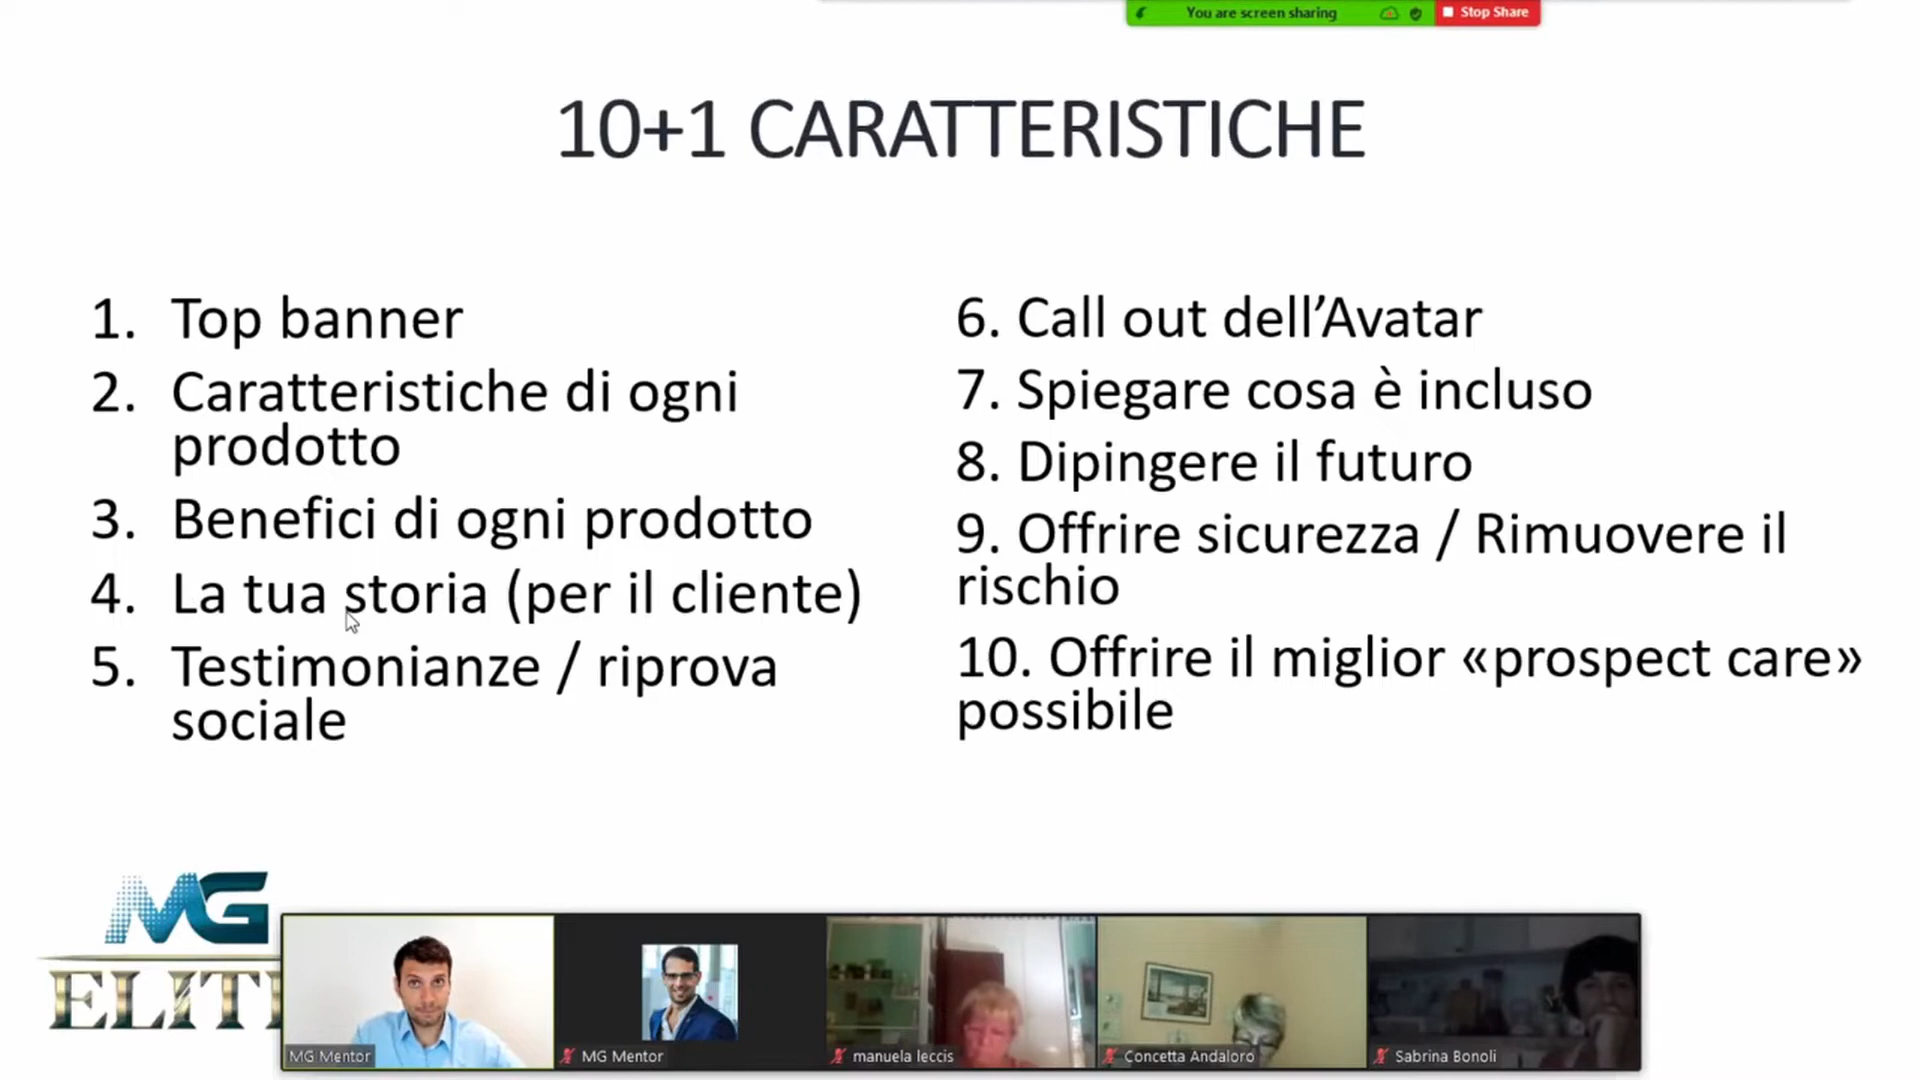 You are screen sharing
Stop Share
10+1 CARATTERISTICHE
1. Top banner
2. Caratteristiche di ogni
prodotto
3. Benefici di ogni prodotto
4. La tua storia (per il cliente)
5. Testimonianze / riprova
sociale
6. Call out dell’Avatar
7. Spiegare cosa è incluso
8. Dipingere il futuro
9. Offrire sicurezza / Rimuovere il
rischio
10. Offrire il miglior «prospect care»
possibile
MG
ELITE
MG Mentor
MG Mentor
manuela leccis
Concetta Andaloro
Sabrina Bonoli